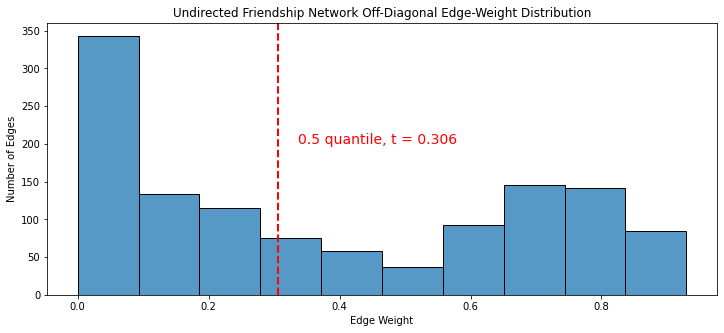 Undirected Friendship Network Off-Diagonal Edge-Weight Distribution
350
300
250
200
150
100
50
0
Number of Edges
0.5 quantile, t = 0.306
0.0 0.2 0.4 0.6 0.8
Edge Weight